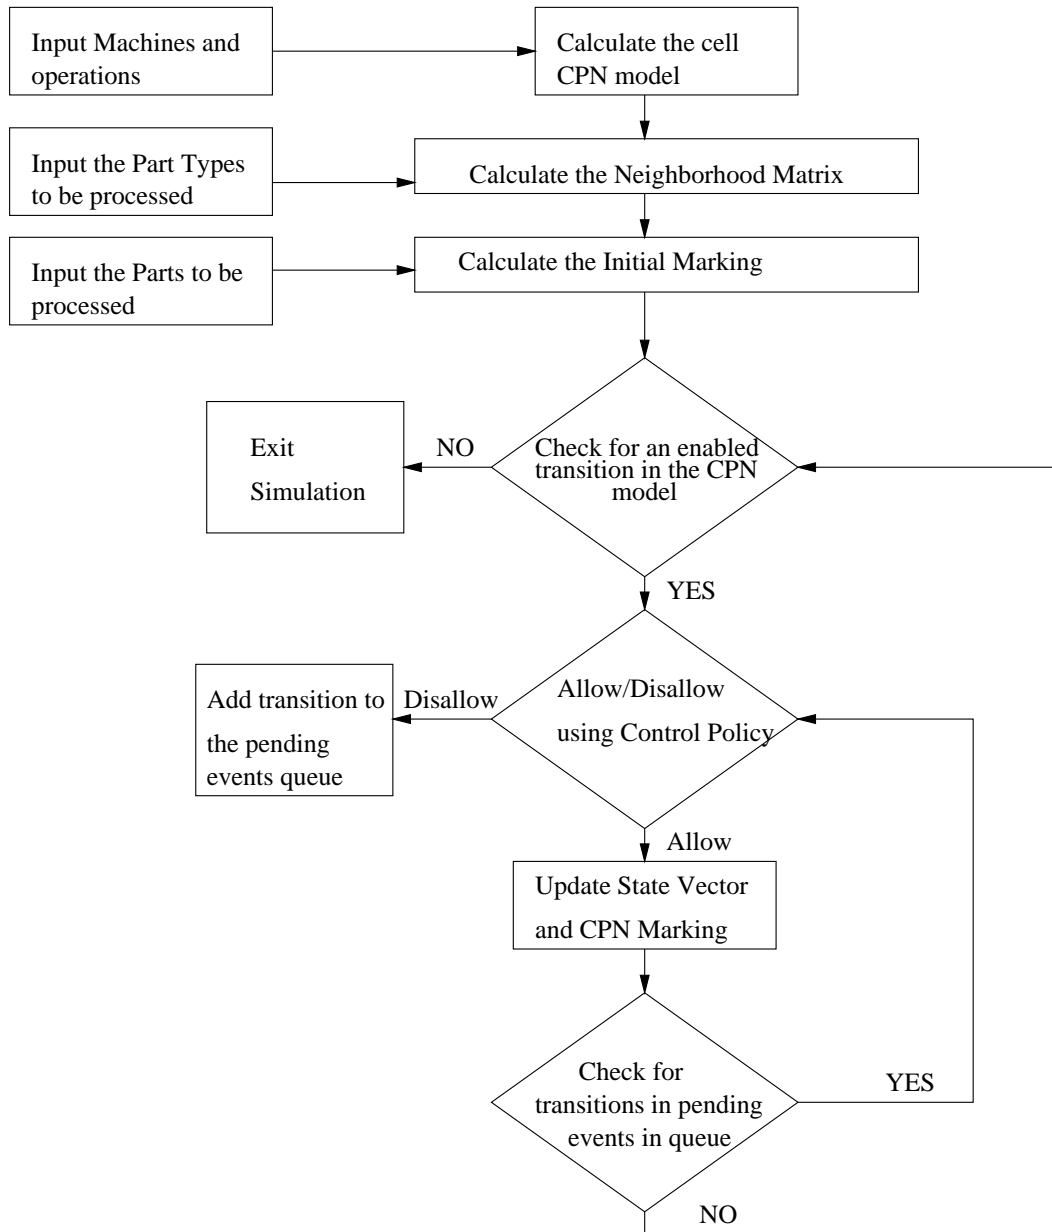 Input Machines and
operations
Calculate the cell
CPN model
Input the Part Types
to be processed
Calculate the Neighborhood Matrix
Input the Parts to be
processed
Calculate the Initial Marking
Exit
Simulation
NO
Check for an enabled
transition in the CPN
model
YES
Add transition to
the pending
events queue
Disallow
Allow/Disallow
using Control Policy
Allow
Update State Vector
and CPN Marking
Check for
transitions in pending
events in queue
YES
NO